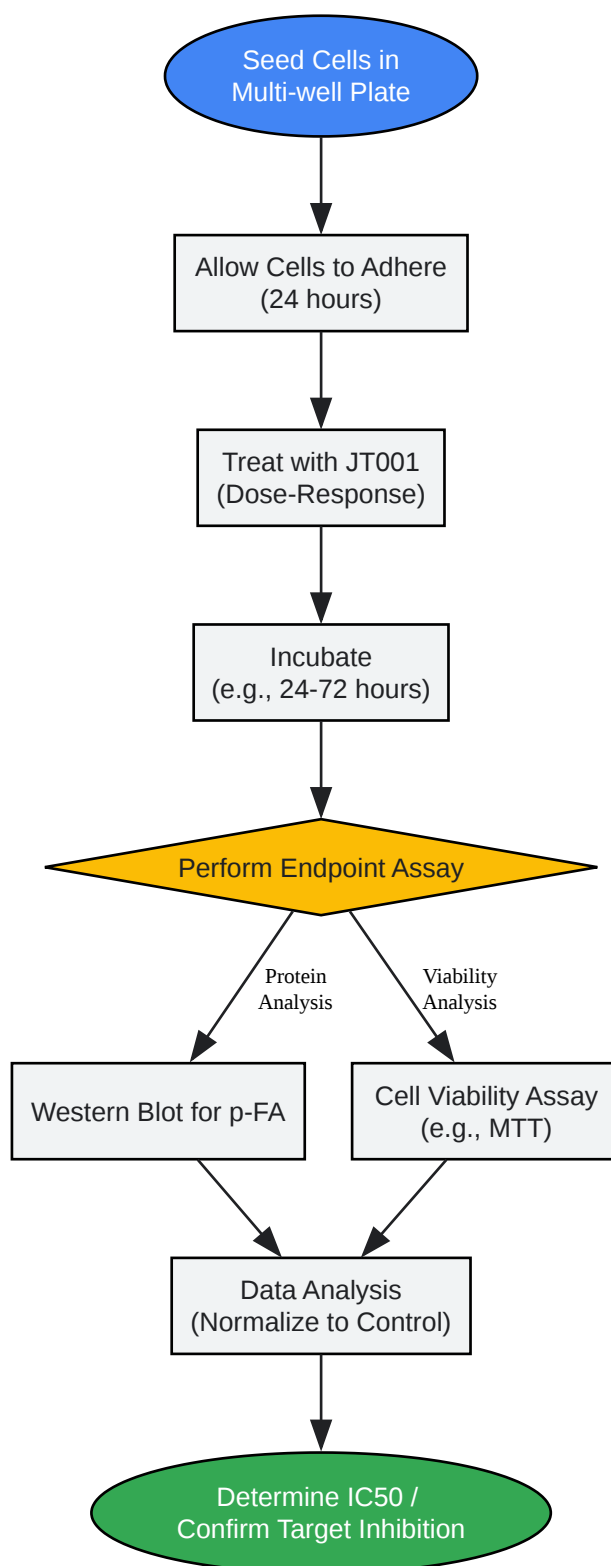 Seed Cells in
Multi-well Plate
Allow Cells to Adhere
(24 hours)
Treat with JT001
(Dose-Response)
Incubate
(e.g., 24-72 hours)
Perform Endpoint Assay
Protein
Analysis
Viability
Analysis
Western Blot for p-FA
Cell Viability Assay
(e.g., MTT)
Data Analysis
(Normalize to Control)
Determine IC50 /
Confirm Target Inhibition